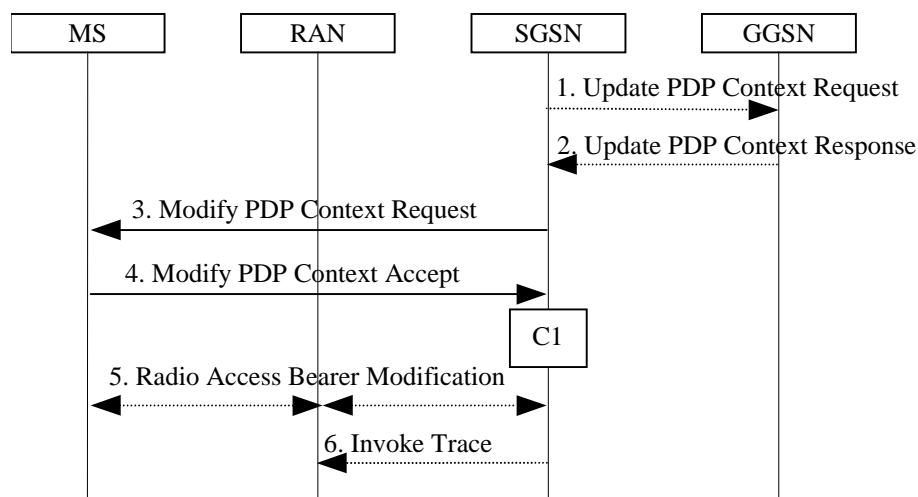 MS RAN SGSN GGSN
1. Update PDP Context Request
2. Update PDP Context Response
3. Modify PDP Context Request
4. Modify PDP Context Accept
C1
5. Radio Access Bearer Modification
6. Invoke Trace